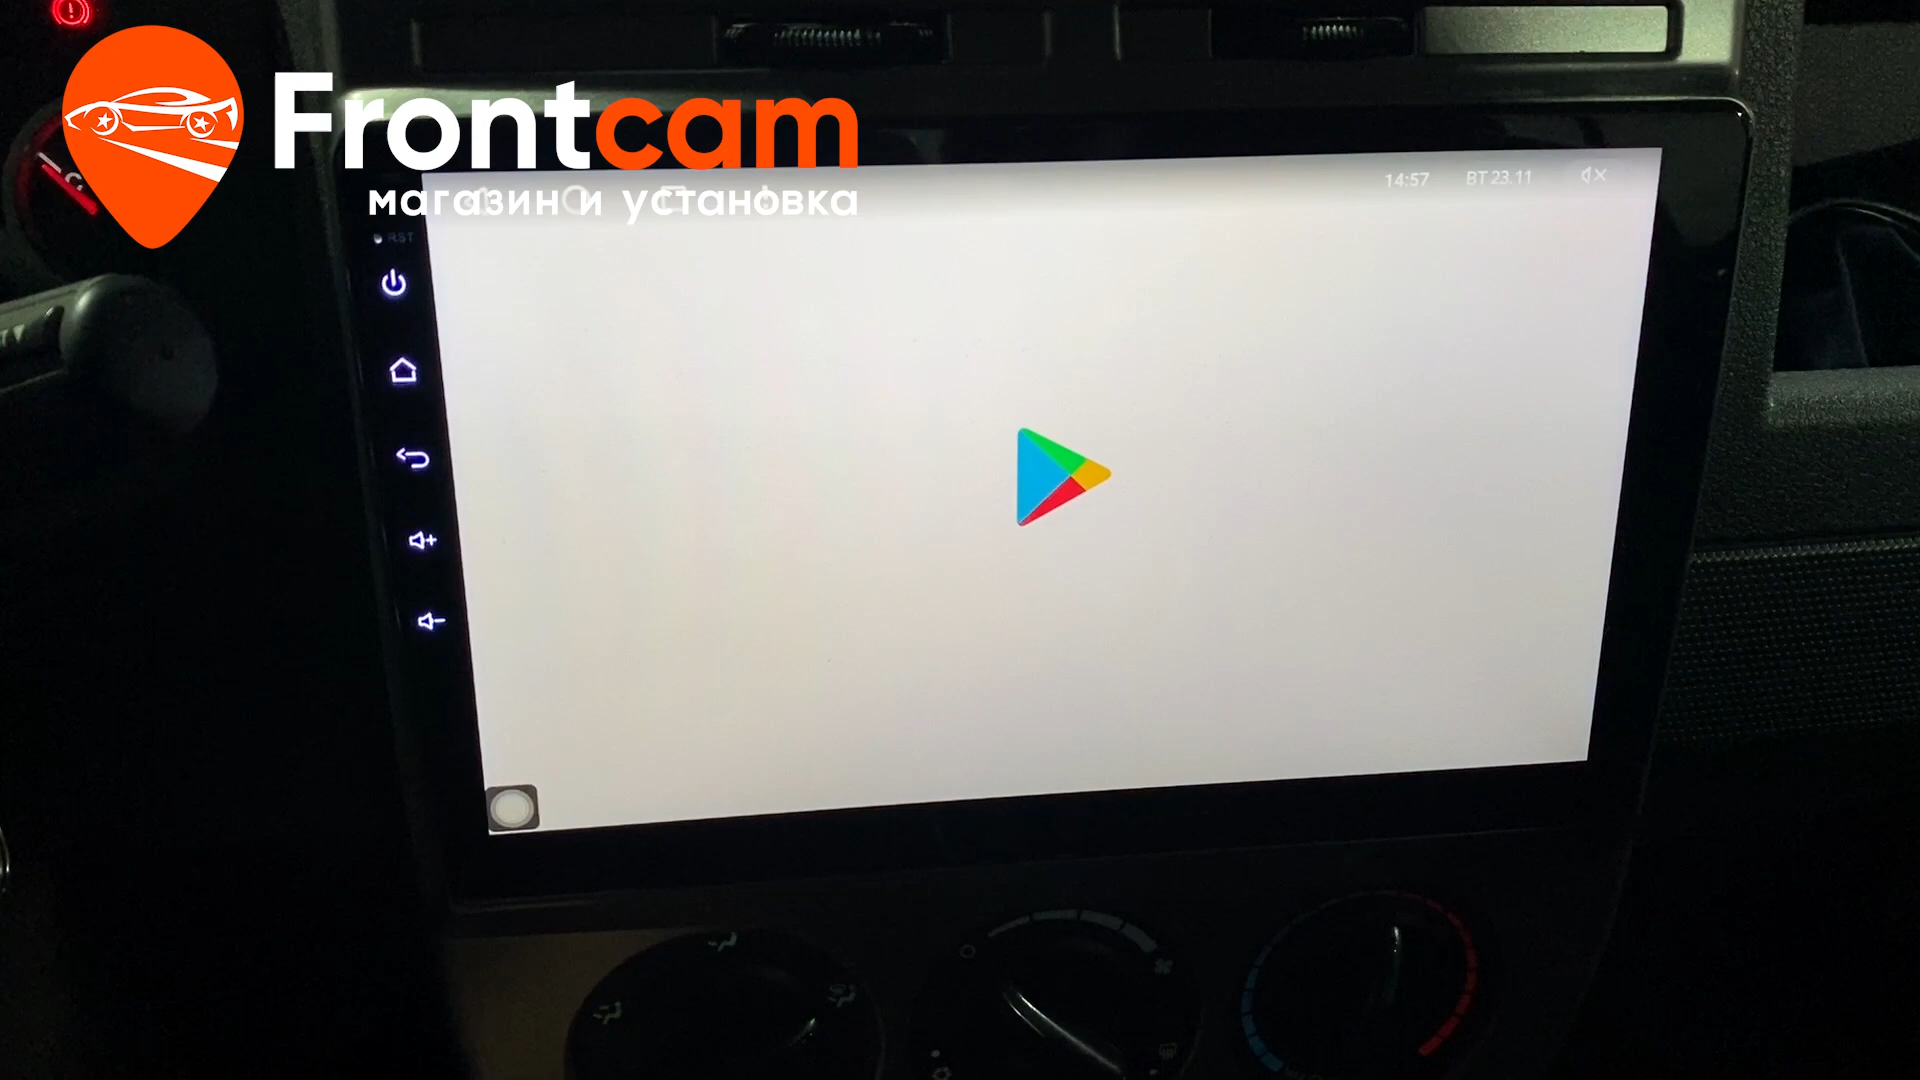 Frontcam
магазин и установка
14:57 ВТ 23.11
RST